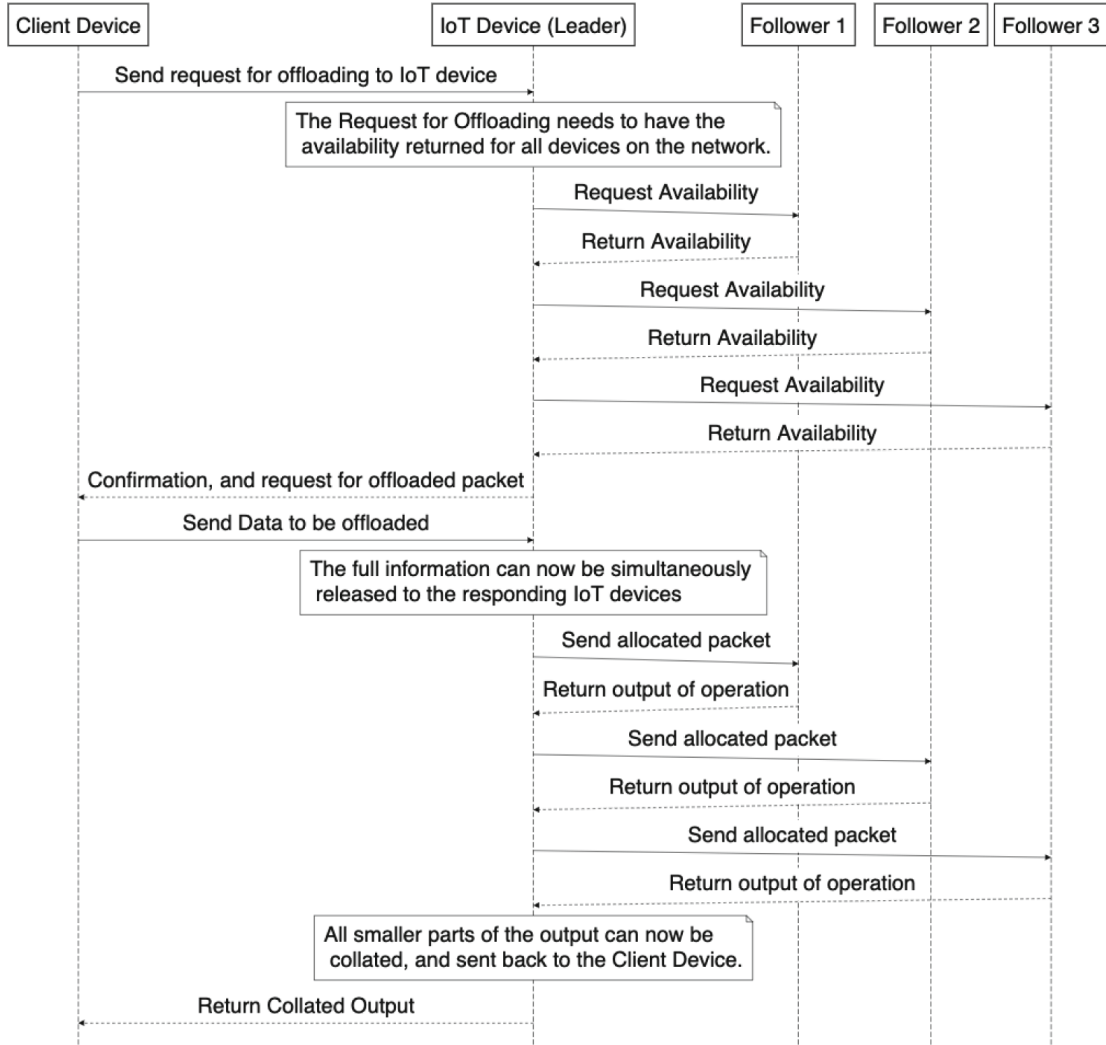 Client Device
IoT Device (Leader)
Follower 1
Follower 2
Follower 3
Send request for offloading to IoT device
The Request for Offloading needs to have the
availability returned for all devices on the network.
Request Availability
Return Availability
Request Availability
Return Availability
Request Availability
Return Availability
Confirmation, and request for offloaded packet
Send Data to be offloaded
The full information can now be simultaneously
released to the responding IoT devices
Send allocated packet
Return output of operation
Send allocated packet
Return output of operation
Send allocated packet
Return output of operation
All smaller parts of the output can now be
collated, and sent back to the Client Device.
Return Collated Output